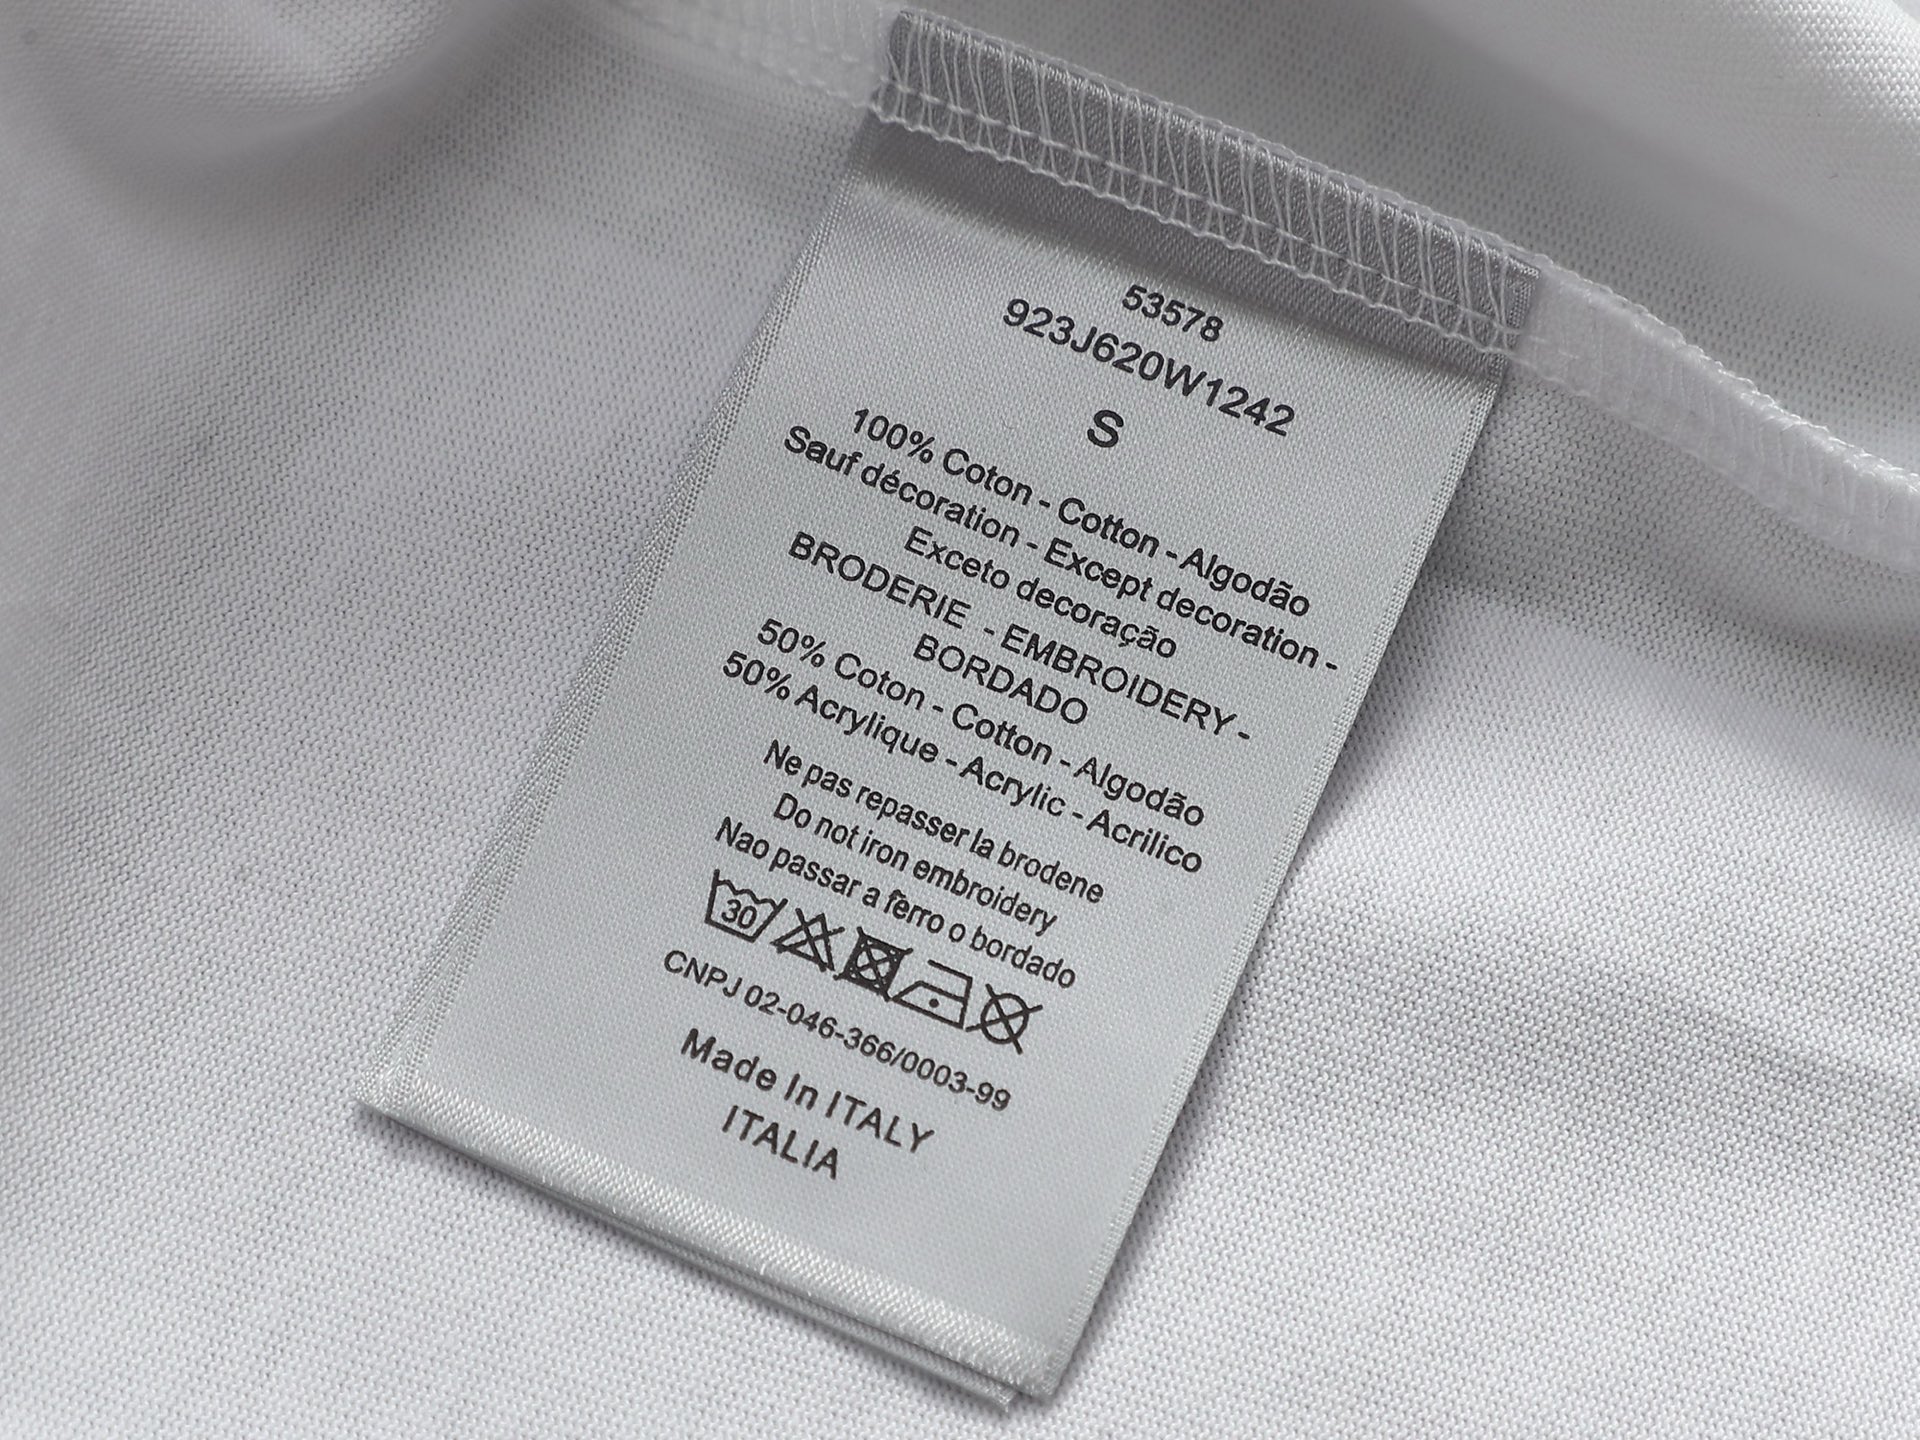 53578
923J620W1242
S
100% Coton - Cotton - Algodão
Sauf décoration - Except decoration -
Exceto decoração
BRODERIE - EMBROIDERY -
BORDADO
50% Coton - Cotton - Algodão
50% Acrylique - Acrylic - Acrilico
Ne pas repasser la brodene
Do not iron embroidery
Nao passar a ferro o bordado
30
CNPJ 02-046-366/0003-99
Made In ITALY
ITALIA